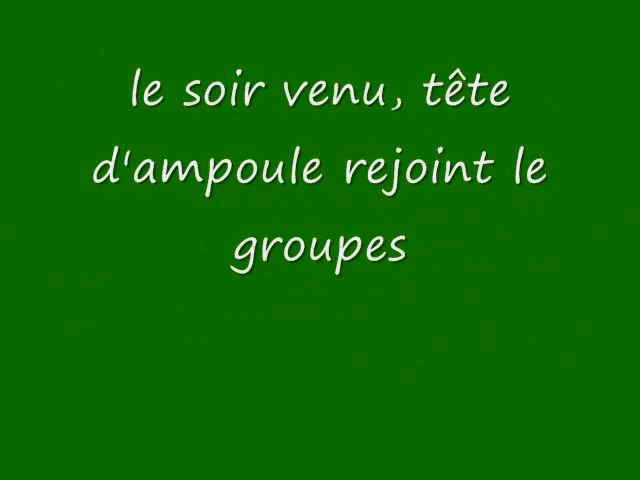 le soir venu, tête
d'ampoule rejoint le
groupes